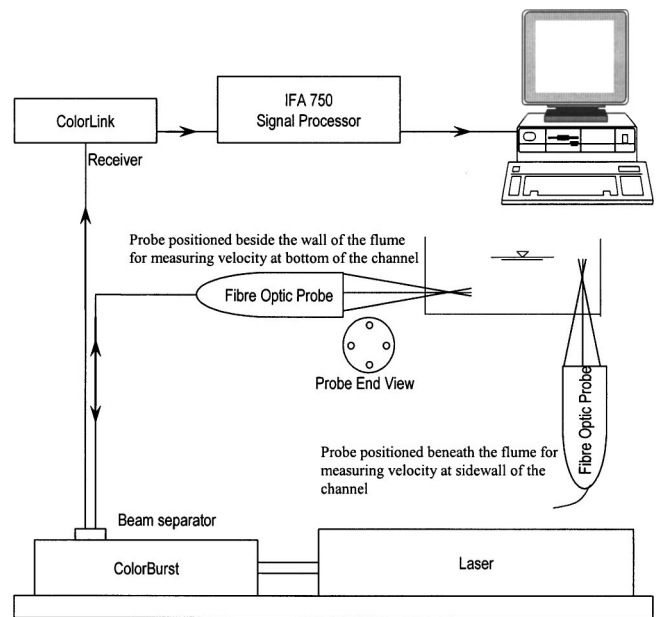 IFA 750
Signal Processor
ColorLink
Receiver
Probe positioned beside the wall of the flume
for measuring velocity at bottom of the channel
Fibre Optic Probe
Probe End View
Fibre Optic Probe
Probe positioned beneath the flume for
measuring velocity at sidewall of the
channel
Beam separator
ColorBurst
Laser